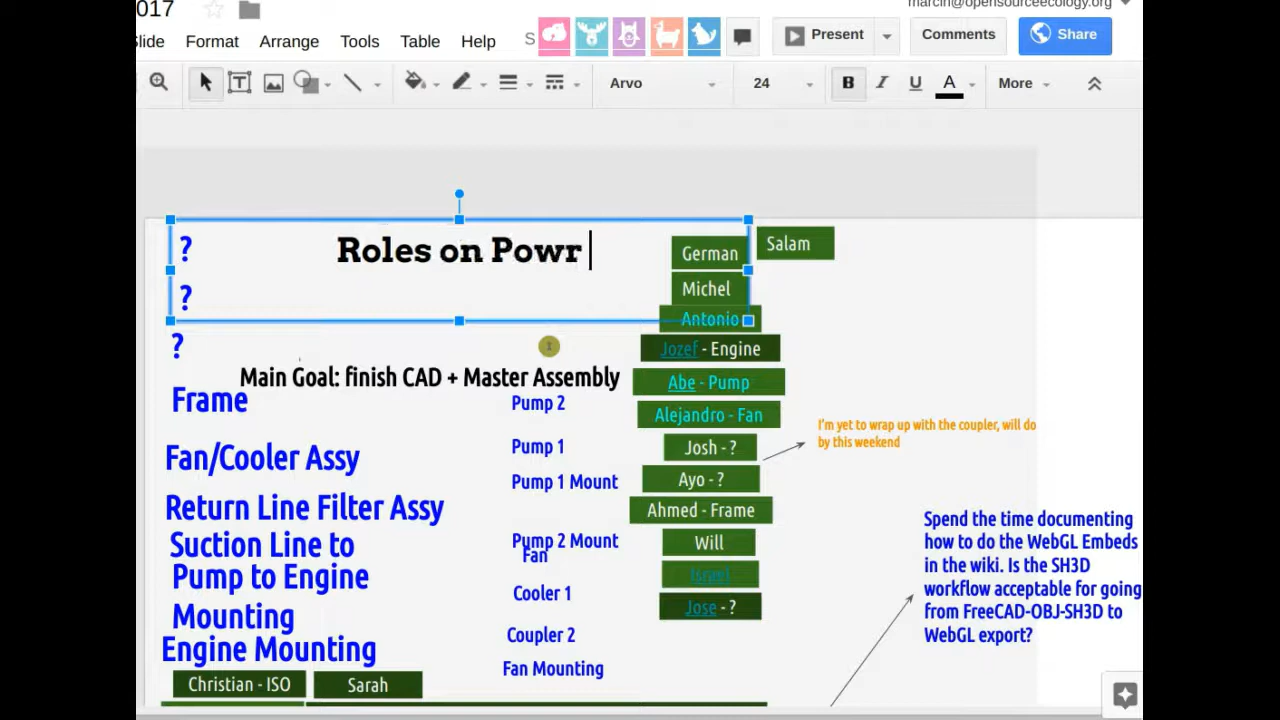 017
marcin@opensourceecology.org
Slide Format Arrange Tools Table Help S
Present Comments Share
Arvo 24 B I U A More
? Roles on Powr
?
?
Main Goal: finish CAD + Master Assembly
Frame
Fan/Cooler Assy
Return Line Filter Assy
Suction Line to
Pump to Engine
Mounting
Engine Mounting
Christian - ISO
Sarah
Pump 2
Pump 1
Pump 1 Mount
Pump 2 Mount
Fan
Cooler 1
Coupler 2
Fan Mounting
German
Salam
Michel
Antonio
Jozef - Engine
Abe - Pump
Alejandro - Fan
Josh - ?
Ayo - ?
Ahmed - Frame
Will
Israel
Jose - ?
I'm yet to wrap up with the coupler, will do
by this weekend
Spend the time documenting
how to do the WebGL Embeds
in the wiki. Is the SH3D
workflow acceptable for going
from FreeCAD-OBJ-SH3D to
WebGL export?